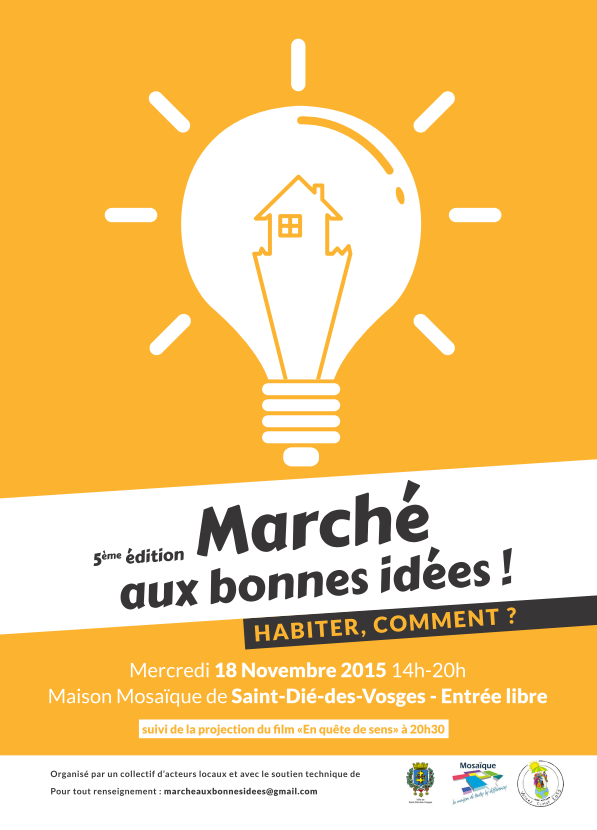 5ème édition Marché
aux bonnes idées !
HABITER, COMMENT ?
Mercredi 18 Novembre 2015 14h-20h
Maison Mosaïque de Saint-Dié-des-Vosges - Entrée libre
suivi de la projection du film «En quête de sens» à 20h30
Organisé par un collectif d'acteurs locaux et avec le soutien technique de
Pour tout renseignement : marcheauxbonnesidees@gmail.com
Mosaïque